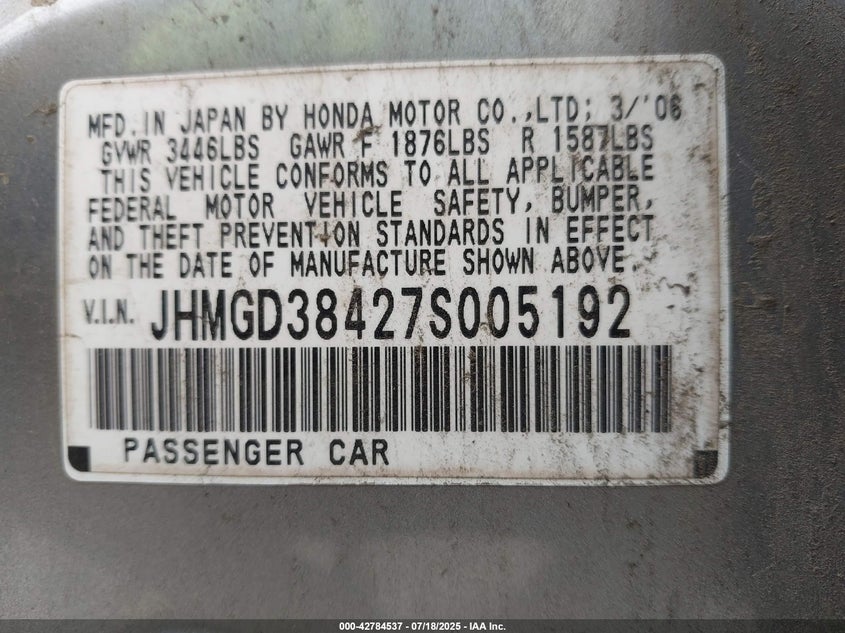 MFD. IN JAPAN BY HONDA MOTOR CO.,LTD; 3/'06
GVWR 3446LBS GAWR F 1876LBS R 1587LBS
THIS VEHICLE CONFORMS TO ALL APPLICABLE
FEDERAL MOTOR VEHICLE SAFETY, BUMPER,
AND THEFT PREVENTION STANDARDS IN EFFECT
ON THE DATE OF MANUFACTURE SHOWN ABOVE.
V.I.N. JHMGD38427S005192
PASSENGER CAR
000-42784537 - 07/18/2025 - IAA Inc.